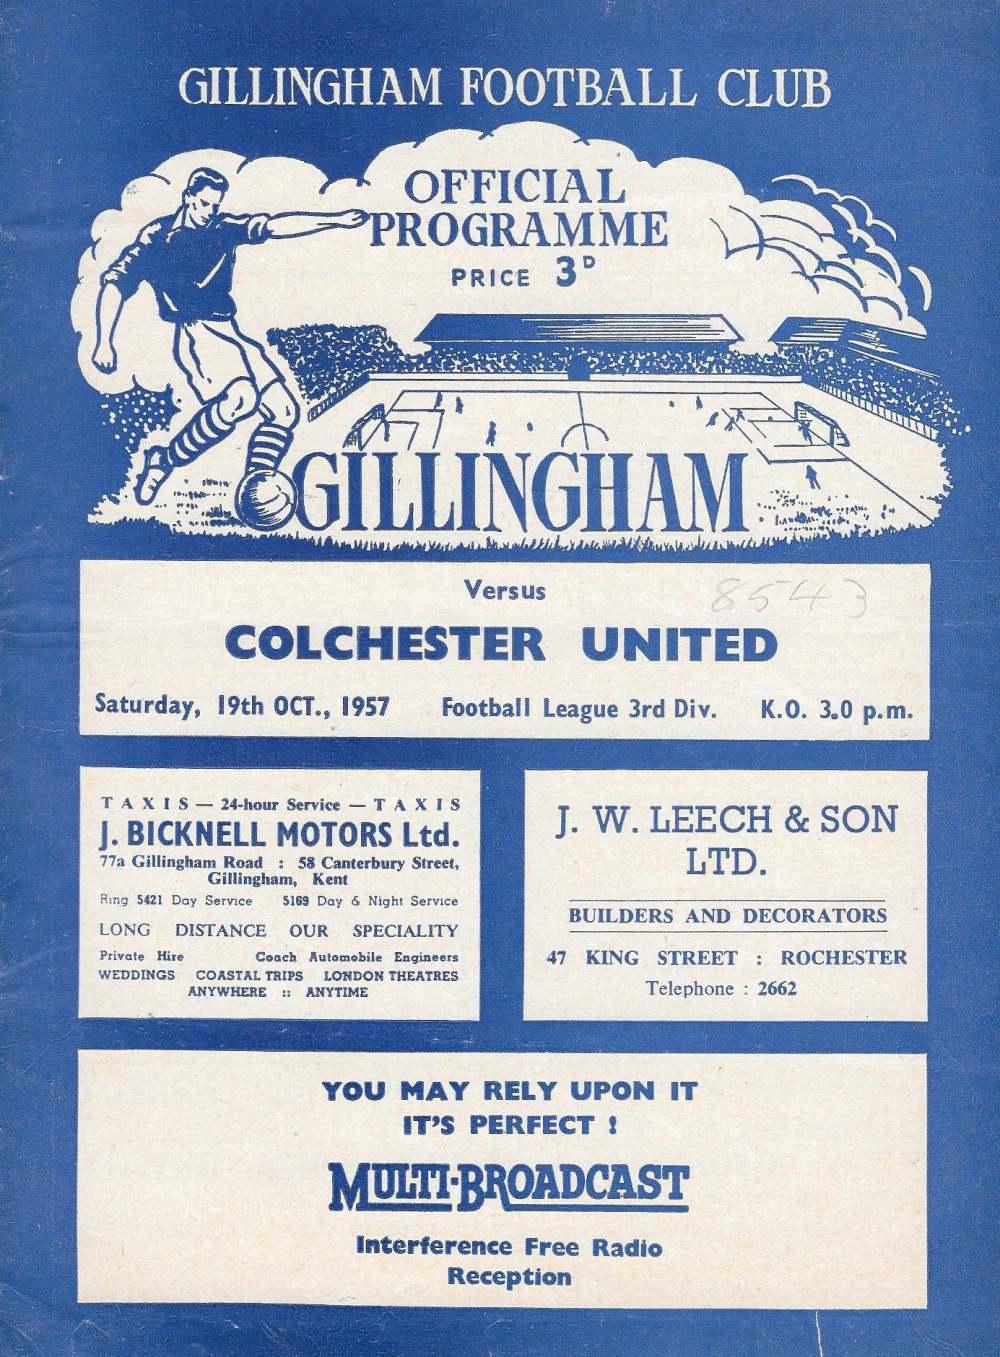 GILLINGHAM FOOTBALL CLUB
OFFICIAL
PROGRAMME
PRICE 3D
GILLINGHAM
Versus
8543
COLCHESTER UNITED
Saturday, 19th OCT., 1957 Football League 3rd Div. K.O. 3.0 p.m.
TAXIS — 24-hour Service — TAXIS
J. BICKNELL MOTORS Ltd.
77a Gillingham Road : 58 Canterbury Street,
Gillingham, Kent
Ring 5421 Day Service 5169 Day & Night Service
LONG DISTANCE OUR SPECIALITY
Private Hire Coach Automobile Engineers
WEDDINGS COASTAL TRIPS LONDON THEATRES
ANYWHERE :: ANYTIME
J. W. LEECH & SON
LTD.
BUILDERS AND DECORATORS
47 KING STREET : ROCHESTER
Telephone : 2662
YOU MAY RELY UPON IT
IT'S PERFECT !
MULTI-BROADCAST
Interference Free Radio
Reception